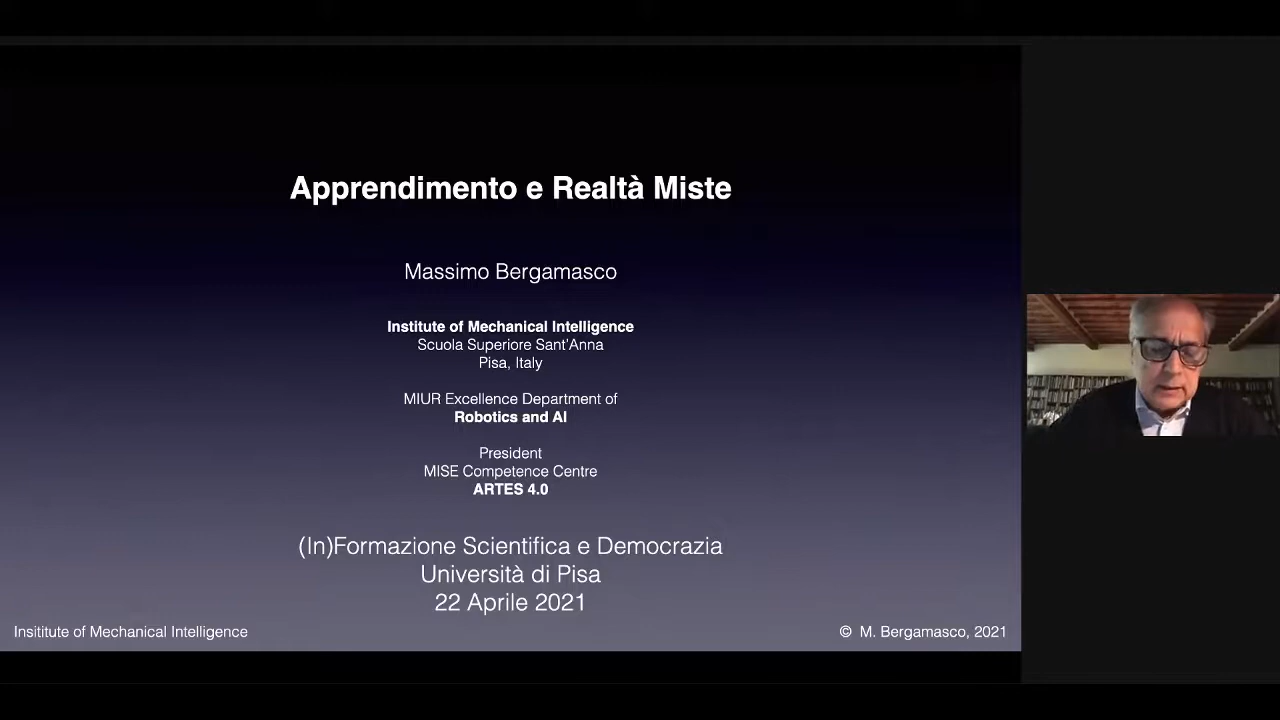 Apprendimento e Realtà Miste
Massimo Bergamasco
Institute of Mechanical Intelligence
Scuola Superiore Sant'Anna
Pisa, Italy
MIUR Excellence Department of
Robotics and AI
President
MISE Competence Centre
ARTES 4.0
(In)Formazione Scientifica e Democrazia
Università di Pisa
22 Aprile 2021
Insititute of Mechanical Intelligence
© M. Bergamasco, 2021